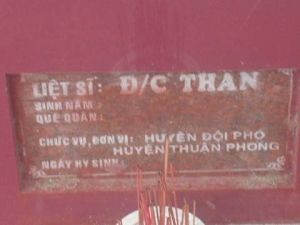 LIỆT SĨ: Đ/C THAN
SINH NĂM:
QUÊ QUÁN:
CHỨC VỤ, ĐƠN VỊ: HUYỆN ĐỘI PHÓ
HUYỆN THUẬN PHONG
NGÀY HY SINH: